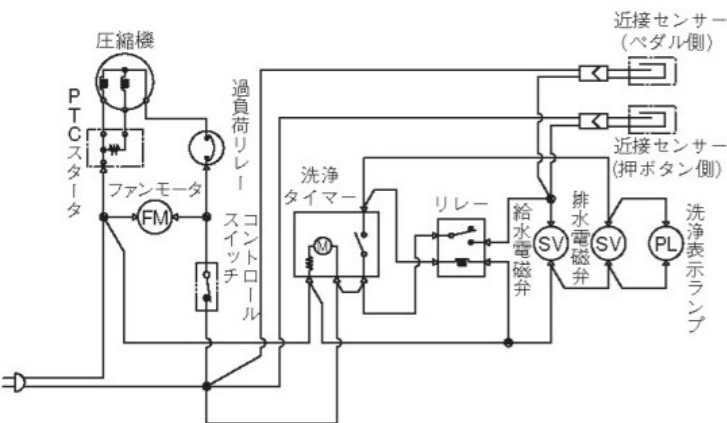 圧縮機
近接センサー
(ペダル側)
近接センサー
(押ボタン側)
PTCスタータ
過負荷リレー
ファンモータ
FM
コントロール
スイッチ
洗浄
タイマー
M
リレー
給水電磁弁
SV
排水電磁弁
SV
PL
洗浄表示ランプ